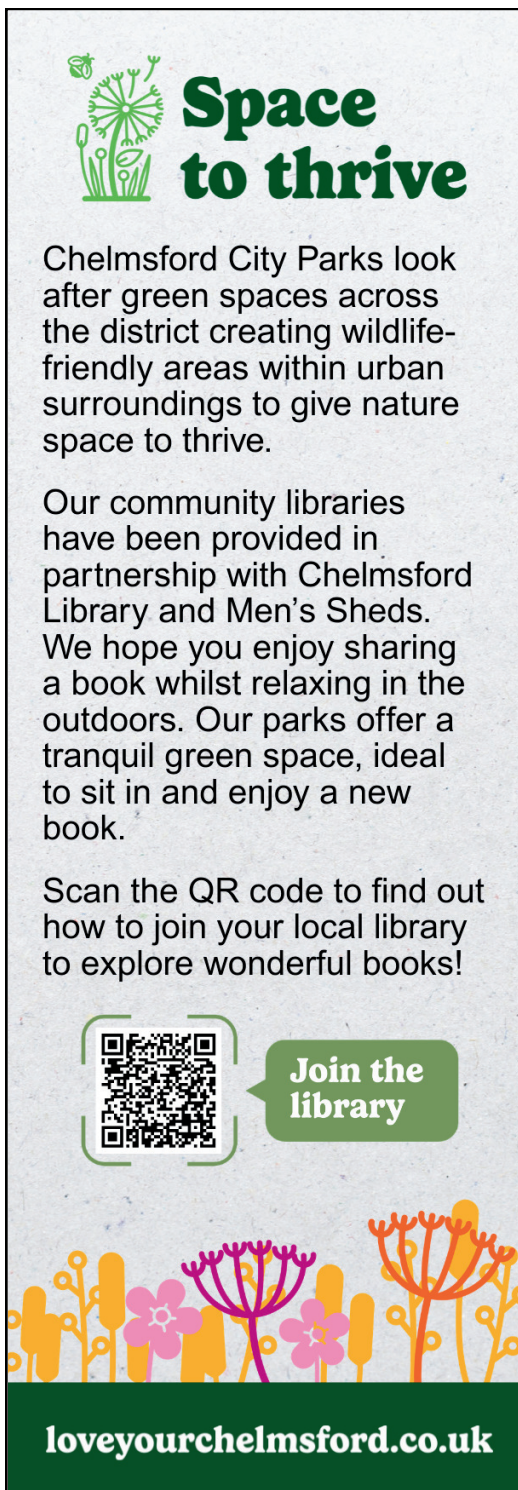 Space
to thrive
Chelmsford City Parks look
after green spaces across
the district creating wildlife-
friendly areas within urban
surroundings to give nature
space to thrive.
Our community libraries
have been provided in
partnership with Chelmsford
Library and Men's Sheds.
We hope you enjoy sharing
a book whilst relaxing in the
outdoors. Our parks offer a
tranquil green space, ideal
to sit in and enjoy a new
book.
Scan the QR code to find out
how to join your local library
to explore wonderful books!
Join the
library
loveyourchelmsford.co.uk